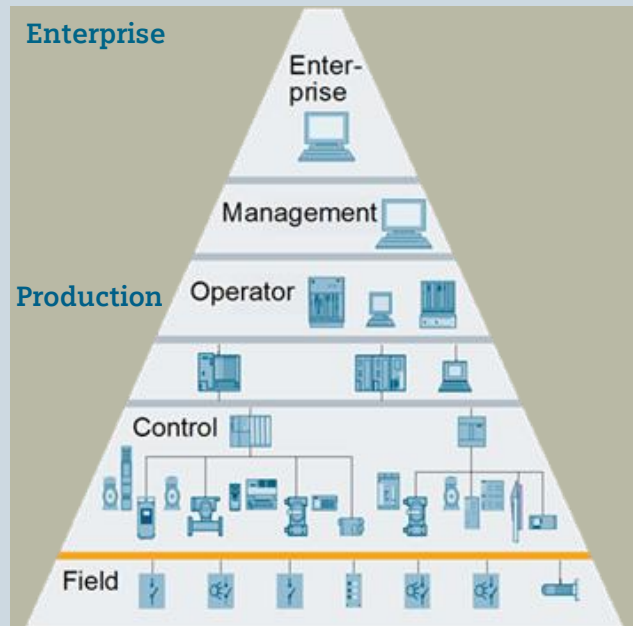 Enterprise
Enter-
prise
Management
Production
Operator
Control
Field